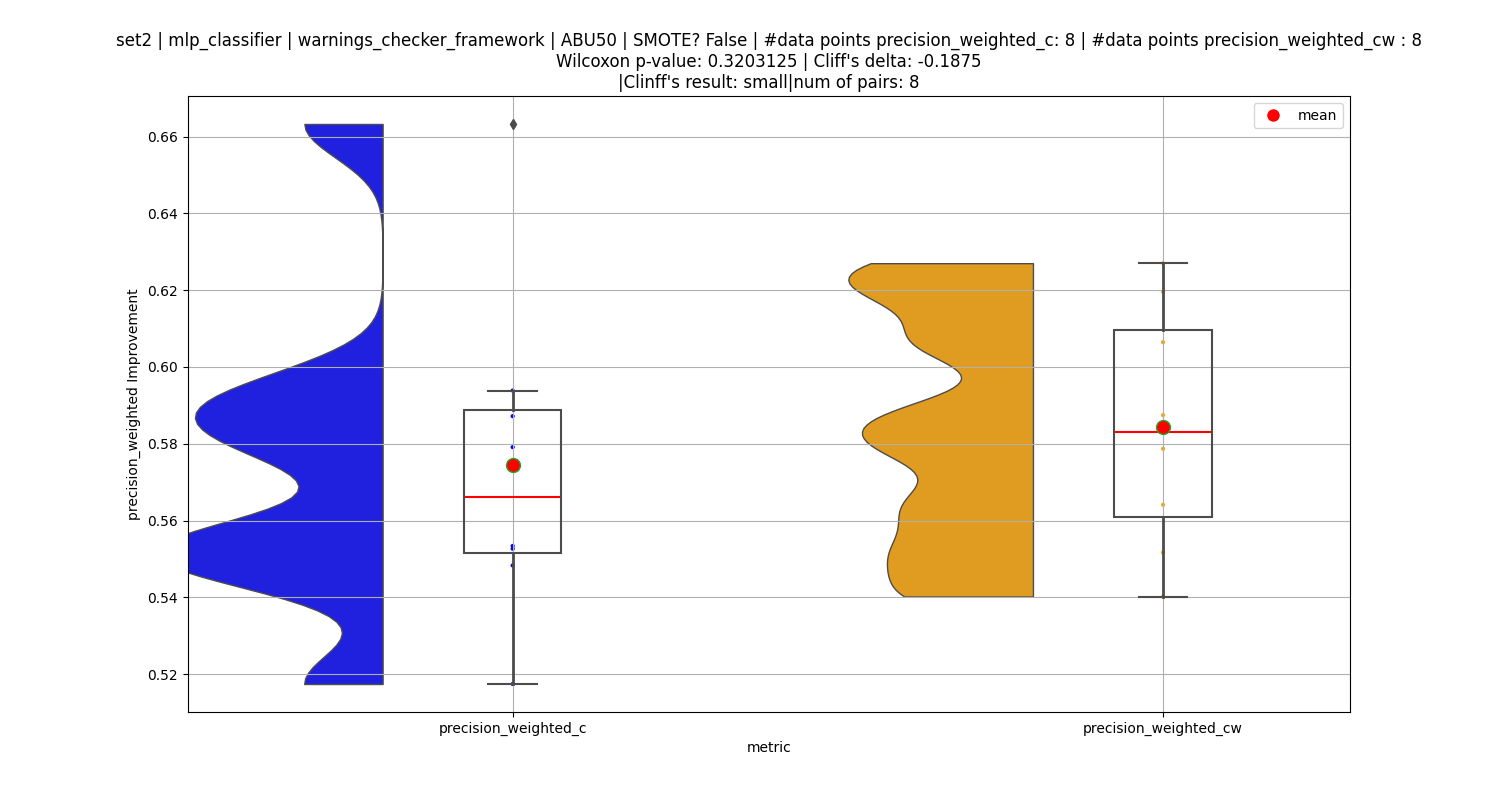 set2 | mlp_classifier | warnings_checker_framework | ABU50 | SMOTE? False | #data points precision_weighted_c: 8 | #data points precision_weighted_cw : 8
Wilcoxon p-value: 0.3203125 | Cliff's delta: -0.1875
|Clinff's result: small|num of pairs: 8
mean
0.66
0.64
0.62
0.60
0.58
0.56
0.54
0.52
precision_weighted Improvement
precision_weighted_c
precision_weighted_cw
metric